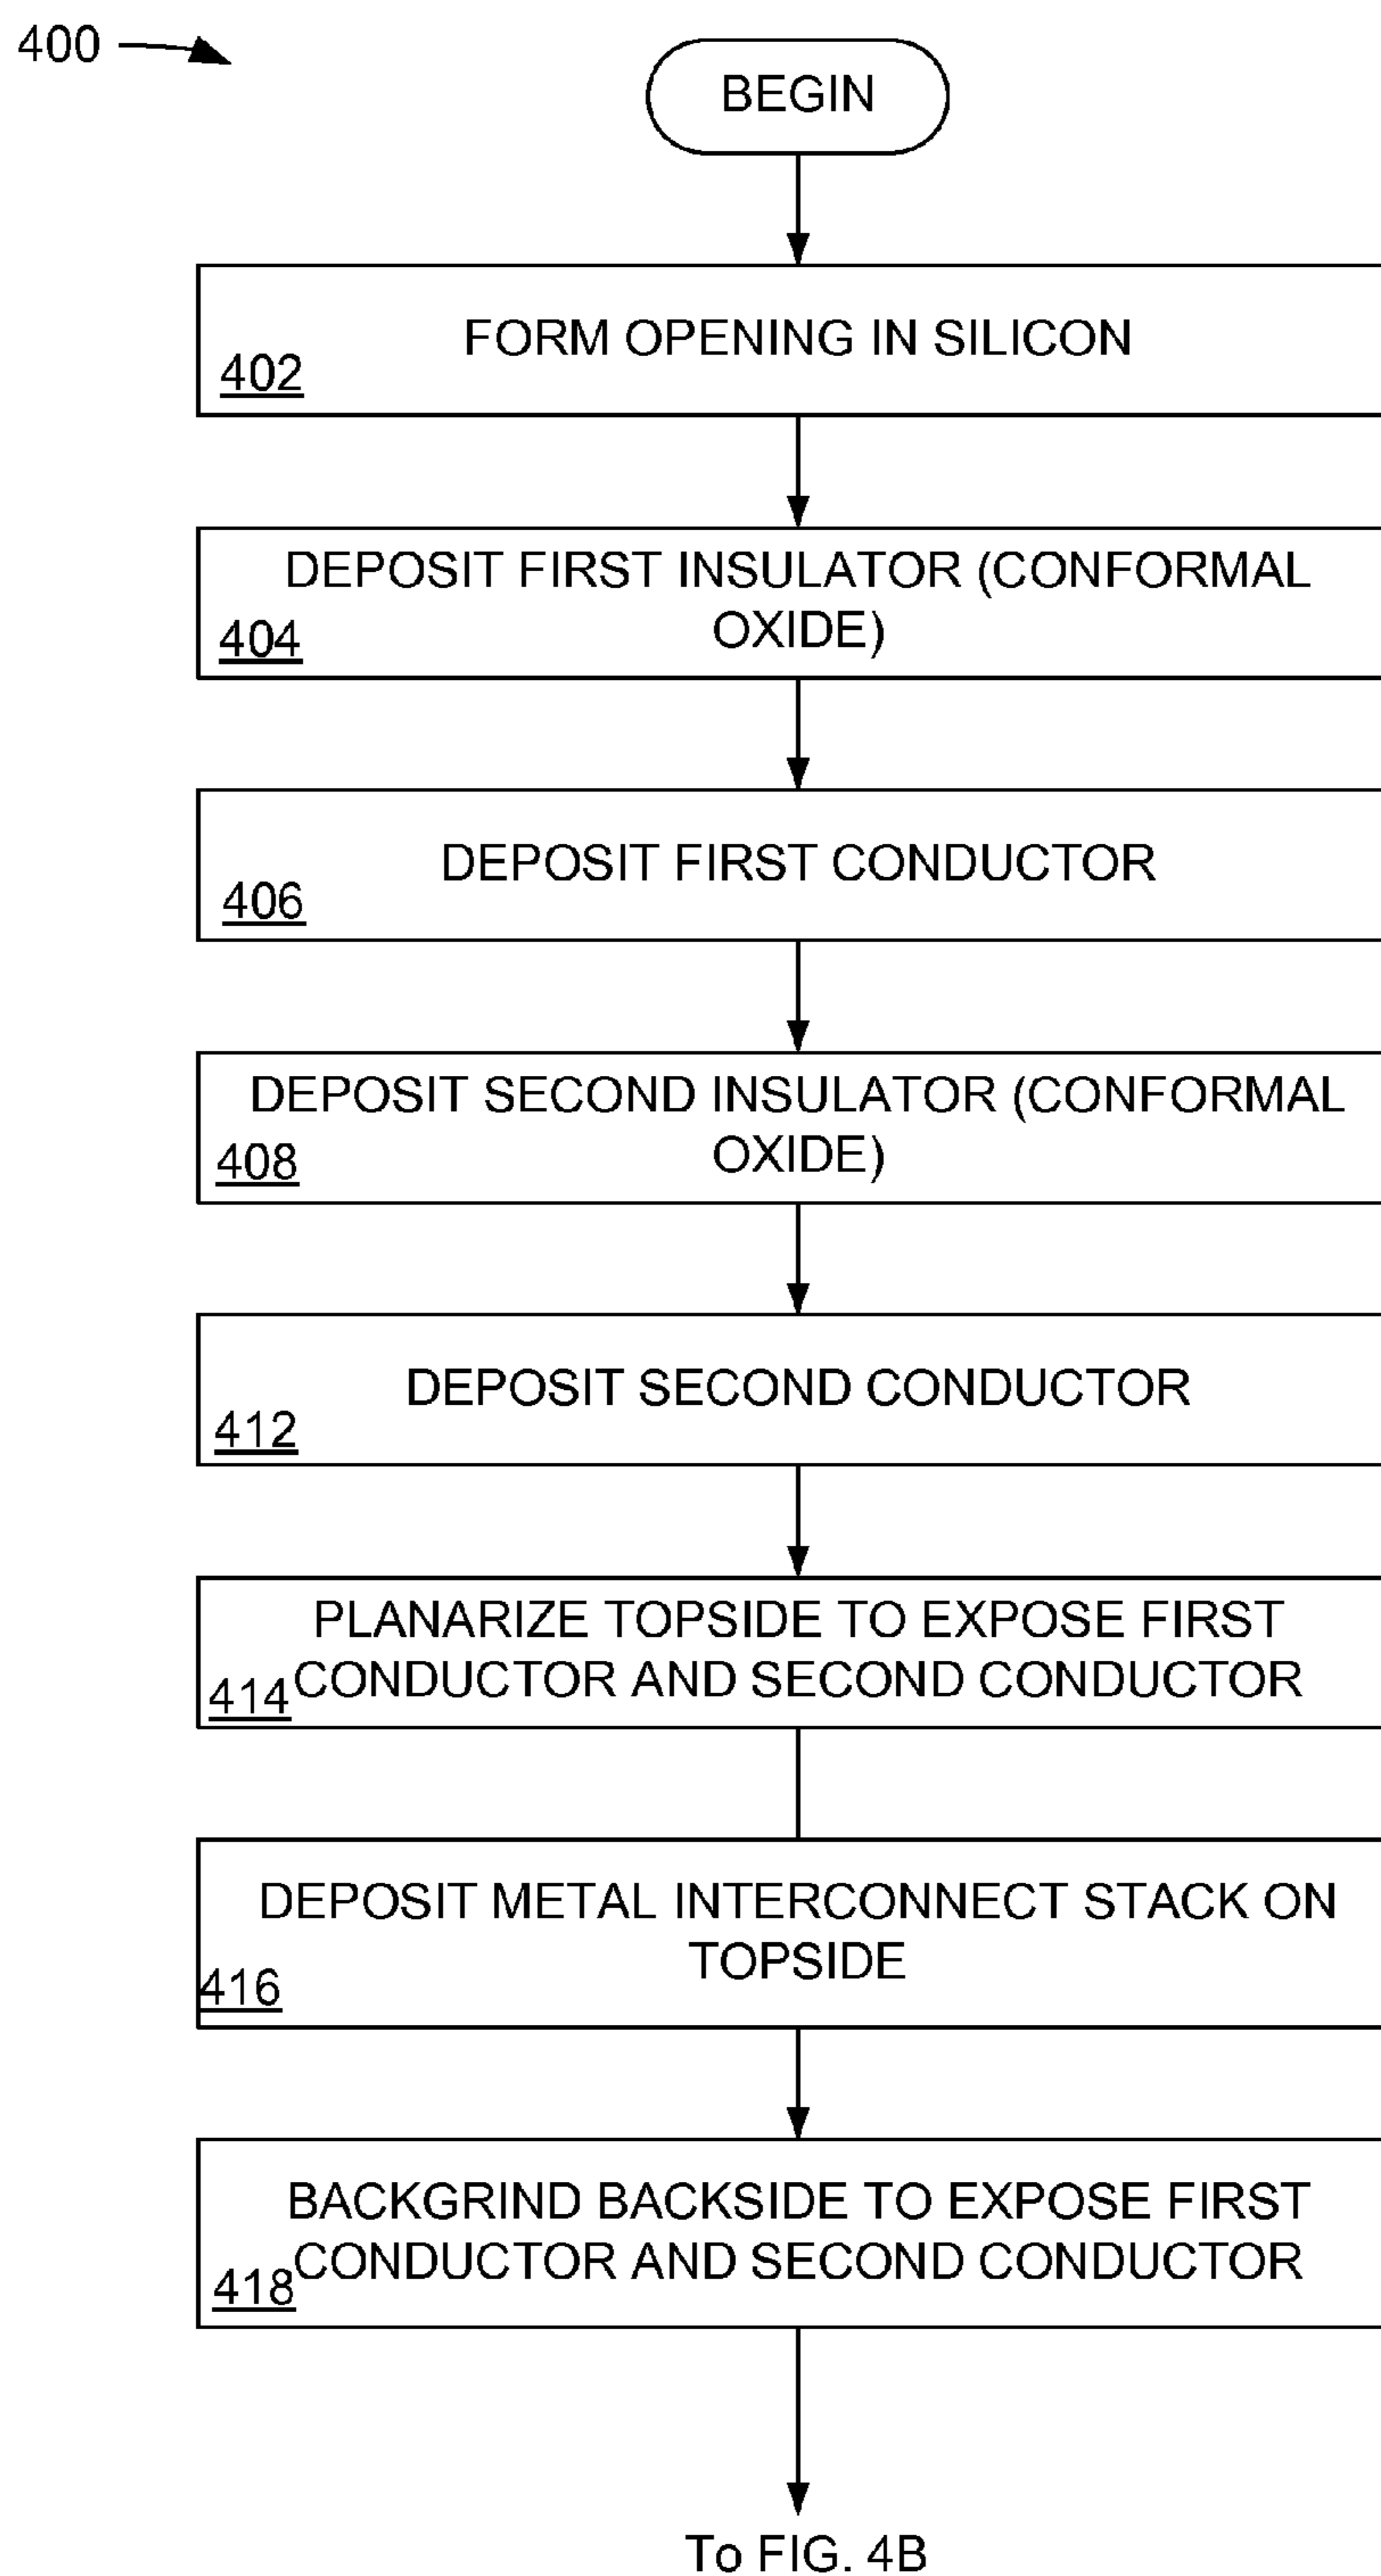 400
BEGIN
FORM OPENING IN SILICON
402
DEPOSIT FIRST INSULATOR (CONFORMAL
OXIDE)
404
DEPOSIT FIRST CONDUCTOR
406
DEPOSIT SECOND INSULATOR (CONFORMAL
OXIDE)
408
DEPOSIT SECOND CONDUCTOR
412
PLANARIZE TOPSIDE TO EXPOSE FIRST
CONDUCTOR AND SECOND CONDUCTOR
414
DEPOSIT METAL INTERCONNECT STACK ON
TOPSIDE
416
BACKGRIND BACKSIDE TO EXPOSE FIRST
CONDUCTOR AND SECOND CONDUCTOR
418
To FIG. 4B